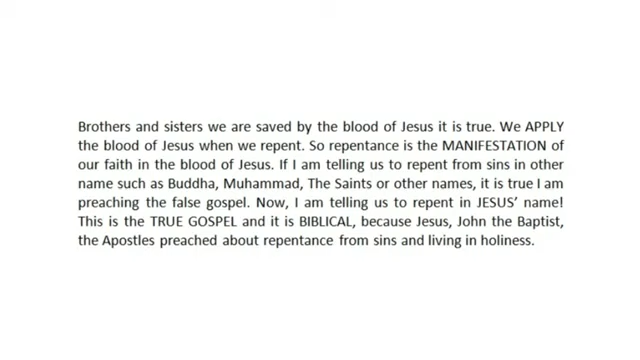 Brothers and sisters we are saved by the blood of Jesus it is true. We APPLY
the blood of Jesus when we repent. So repentance is the MANIFESTATION of
our faith in the blood of Jesus. If I am telling us to repent from sins in other
name such as Buddha, Muhammad, The Saints or other names, it is true I am
preaching the false gospel. Now, I am telling us to repent in JESUS' name!
This is the TRUE GOSPEL and it is BIBLICAL, because Jesus, John the Baptist,
the Apostles preached about repentance from sins and living in holiness.